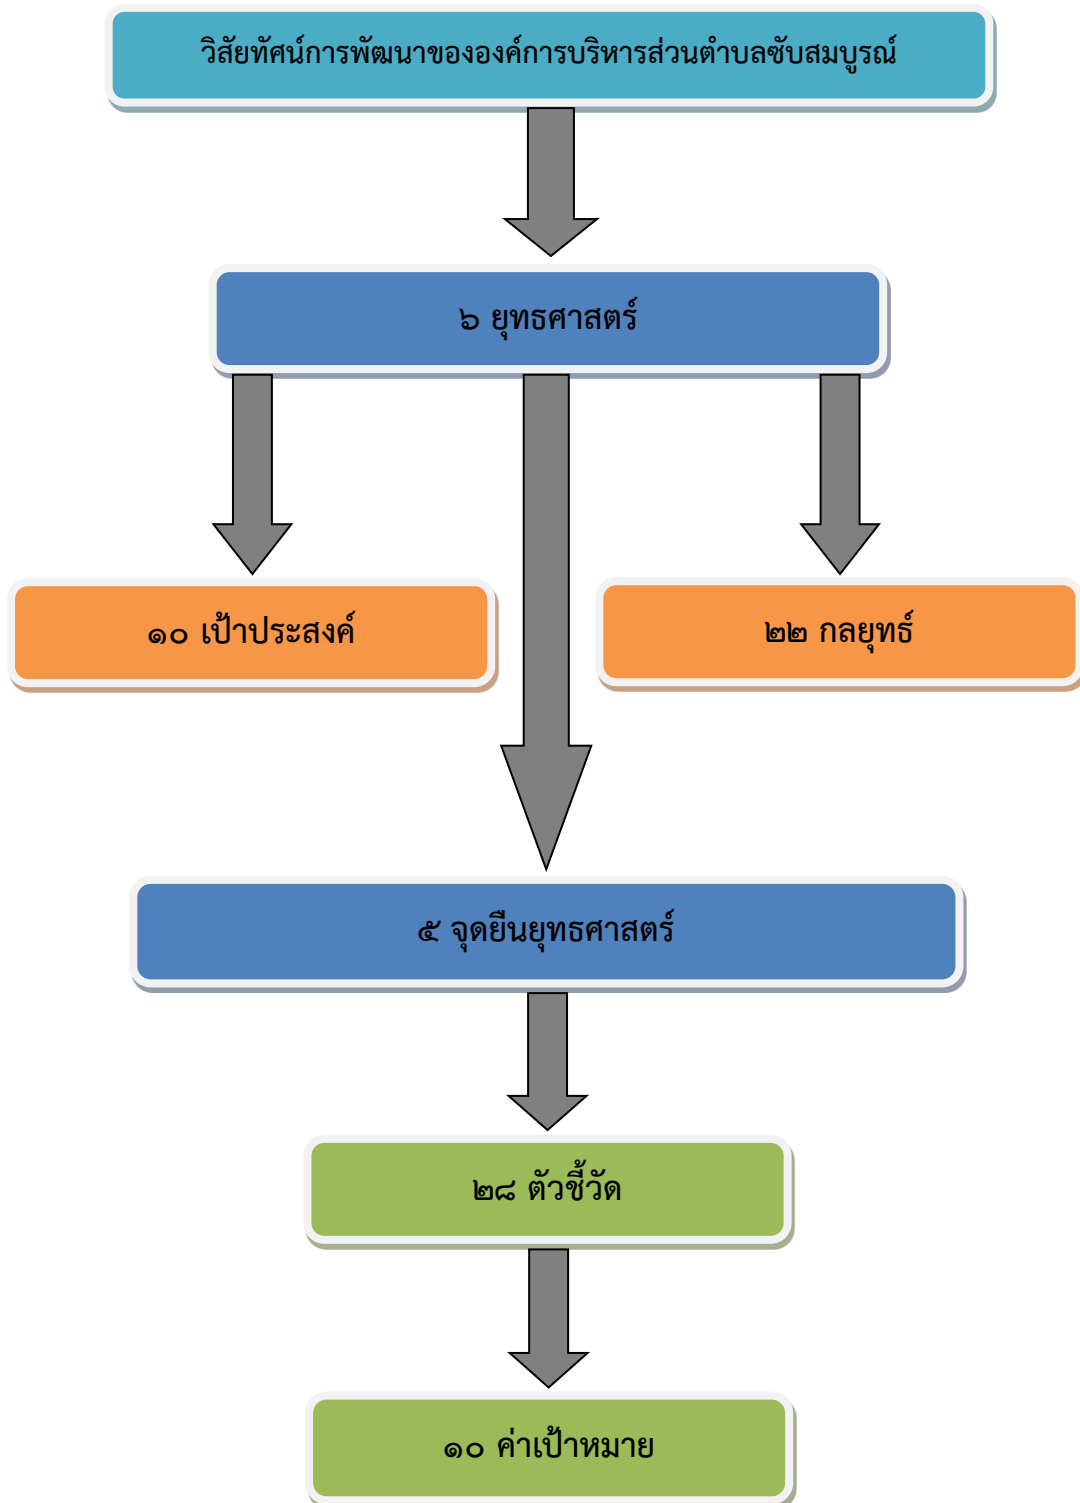 วิสัยทัศน์การพัฒนาขององค์การบริหารส่วนตำบลซับสมบูรณ์
๖ ยุทธศาสตร์
๑๐ เป้าประสงค์
๒๒ กลยุทธ์
๕ จุดยืนยุทธศาสตร์
๒๘ ตัวชี้วัด
๑๐ ค่าเป้าหมาย